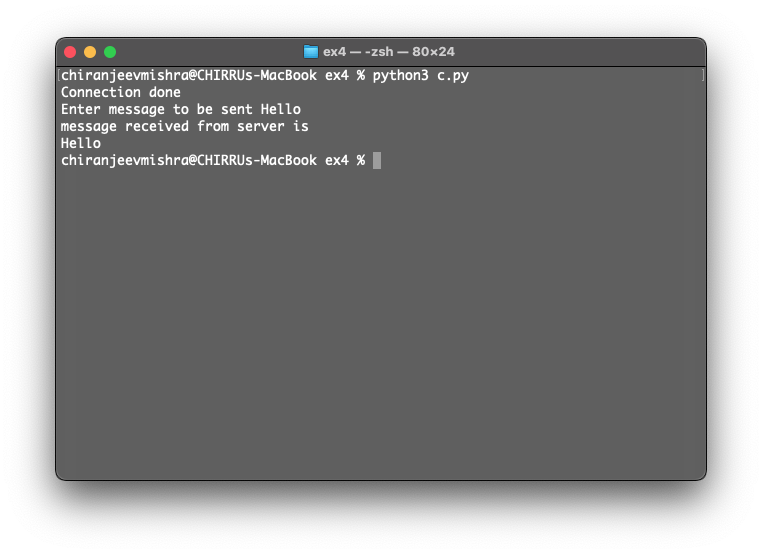 ex4 — -zsh — 80×24
[chiranjeevmishra@CHIRRUs-MacBook ex4 % python3 c.py ]
Connection done
Enter message to be sent Hello
message received from server is
Hello
chiranjeevmishra@CHIRRUs-MacBook ex4 %